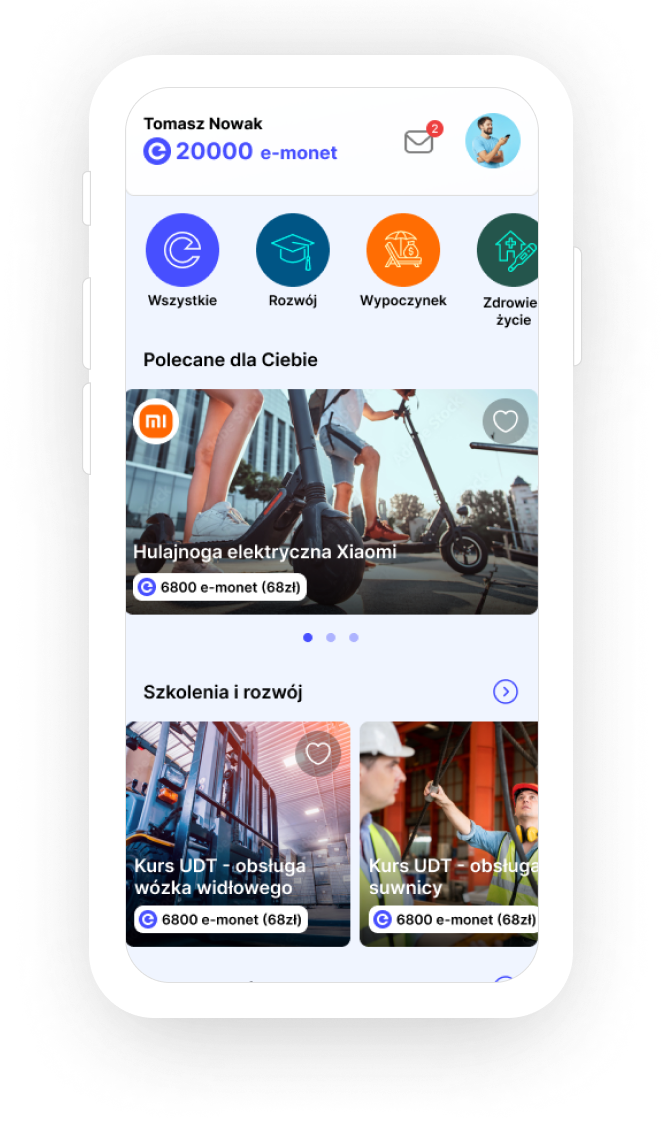 Tomasz Nowak
20000 e-monet
2
Wszystkie
Rozwój
Wypoczynek
Zdrowie
życie
Polecane dla Ciebie
Hulajnoga elektryczna Xiaomi
6800 e-monet (68zł)
Szkolenia i rozwój
Kurs UDT - obsługa
wózka widłowego
6800 e-monet (68zł)
Kurs UDT - obsługa
suwnicy
6800 e-monet (68zł)